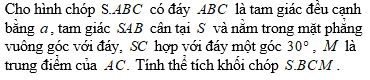 Cho hình chóp S.ABC có đáy ABC là tam giác đều cạnh
bằng a, tam giác SAB cân tại S và nằm trong mặt phẳng
vuông góc với đáy, SC hợp với đáy một góc 30°, M là
trung điểm của AC. Tính thể tích khối chóp S.BCM.